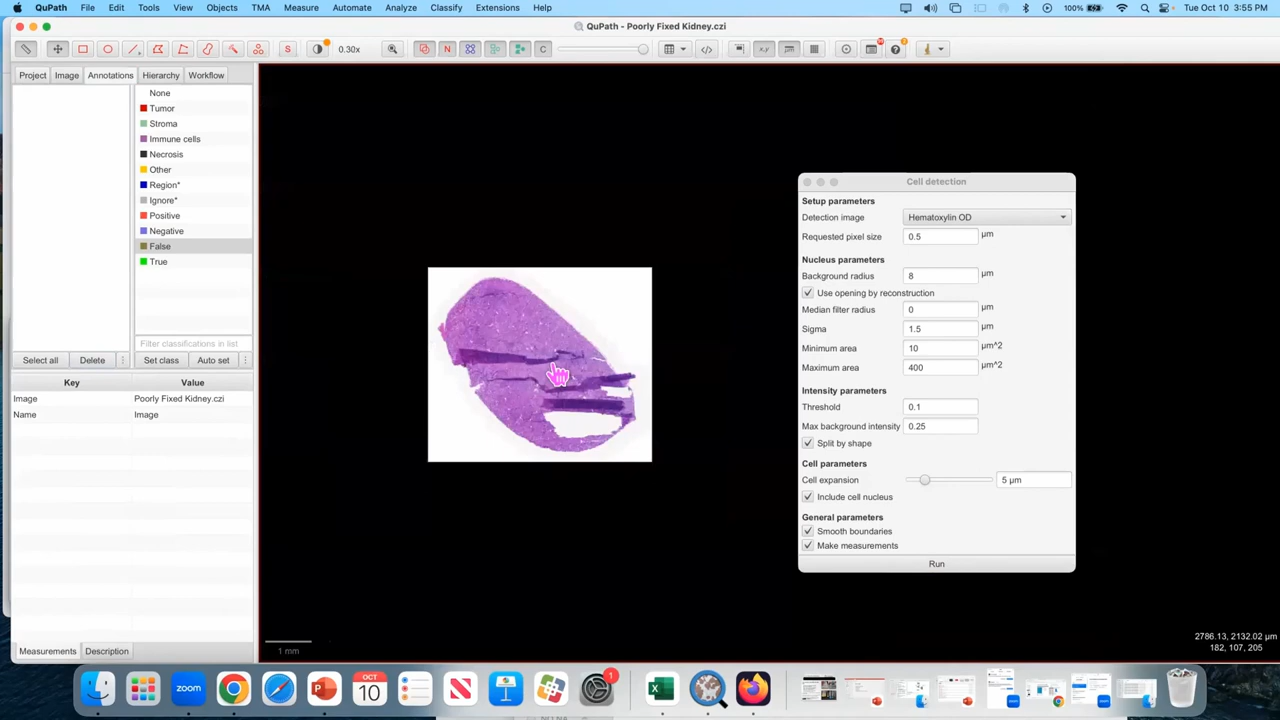 QuPath File Edit Tools View Objects TMA Measure Automate Analyze Classify Extensions Help 100% Tue Oct 10 3:55 PM
QuPath - Poorly Fixed Kidney.czi
0.30x S N C x,y μm
Project Image Annotations Hierarchy Workflow
None
Tumor
Stroma
Immune cells
Necrosis
Other
Region*
Ignore*
Positive
Negative
False
True
Filter classifications in list
Select all Delete Set class Auto set
Key Value
Image Poorly Fixed Kidney.czi
Name Image
Measurements Description
1 mm
Cell detection
Setup parameters
Detection image Hematoxylin OD
Requested pixel size 0.5 μm
Nucleus parameters
Background radius 8 μm
Use opening by reconstruction
Median filter radius 0 μm
Sigma 1.5 μm
Minimum area 10 μm^2
Maximum area 400 μm^2
Intensity parameters
Threshold 0.1
Max background intensity 0.25
Split by shape
Cell parameters
Cell expansion 5 μm
Include cell nucleus
General parameters
Smooth boundaries
Make measurements
Run
2786.13, 2132.02 μm
182, 107, 205
zoom
OCT
10
1